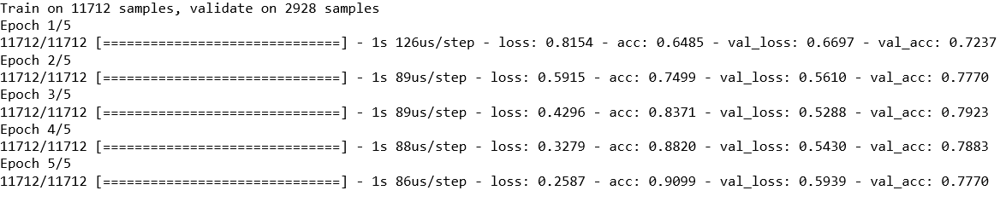 Train on 11712 samples, validate on 2928 samples
Epoch 1/5
11712/11712 [==============================] - 1s 126us/step - loss: 0.8154 - acc: 0.6485 - val_loss: 0.6697 - val_acc: 0.7237
Epoch 2/5
11712/11712 [==============================] - 1s 89us/step - loss: 0.5915 - acc: 0.7499 - val_loss: 0.5610 - val_acc: 0.7770
Epoch 3/5
11712/11712 [==============================] - 1s 89us/step - loss: 0.4296 - acc: 0.8371 - val_loss: 0.5288 - val_acc: 0.7923
Epoch 4/5
11712/11712 [==============================] - 1s 88us/step - loss: 0.3279 - acc: 0.8820 - val_loss: 0.5430 - val_acc: 0.7883
Epoch 5/5
11712/11712 [==============================] - 1s 86us/step - loss: 0.2587 - acc: 0.9099 - val_loss: 0.5939 - val_acc: 0.7770